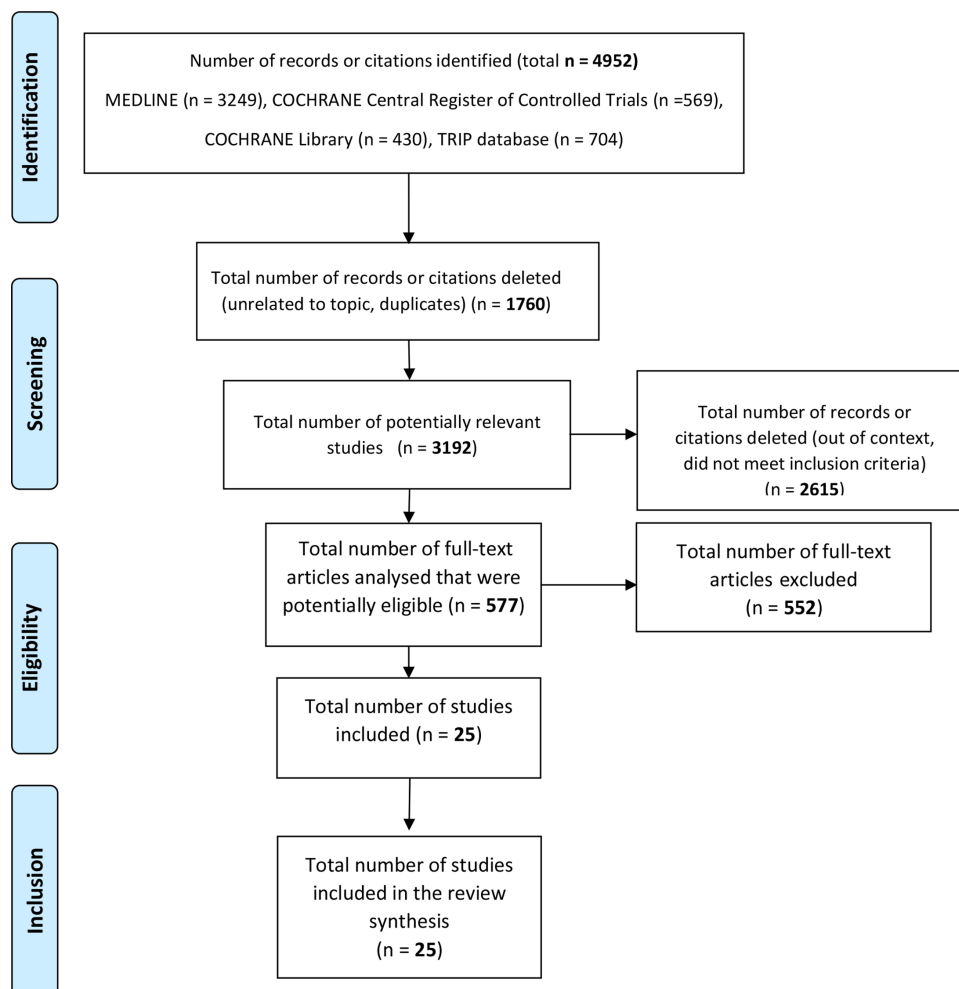 Identification
Number of records or citations identified (total n = 4952)
MEDLINE (n = 3249), COCHRANE Central Register of Controlled Trials (n =569),
COCHRANE Library (n = 430), TRIP database (n = 704)
Screening
Total number of records or citations deleted
(unrelated to topic, duplicates) (n = 1760)
Total number of potentially relevant
studies (n = 3192)
Total number of records or
citations deleted (out of context,
did not meet inclusion criteria)
(n = 2615)
Eligibility
Total number of full-text
articles analysed that were
potentially eligible (n = 577)
Total number of full-text
articles excluded
(n = 552)
Total number of studies
included (n = 25)
Inclusion
Total number of studies
included in the review
synthesis
(n = 25)